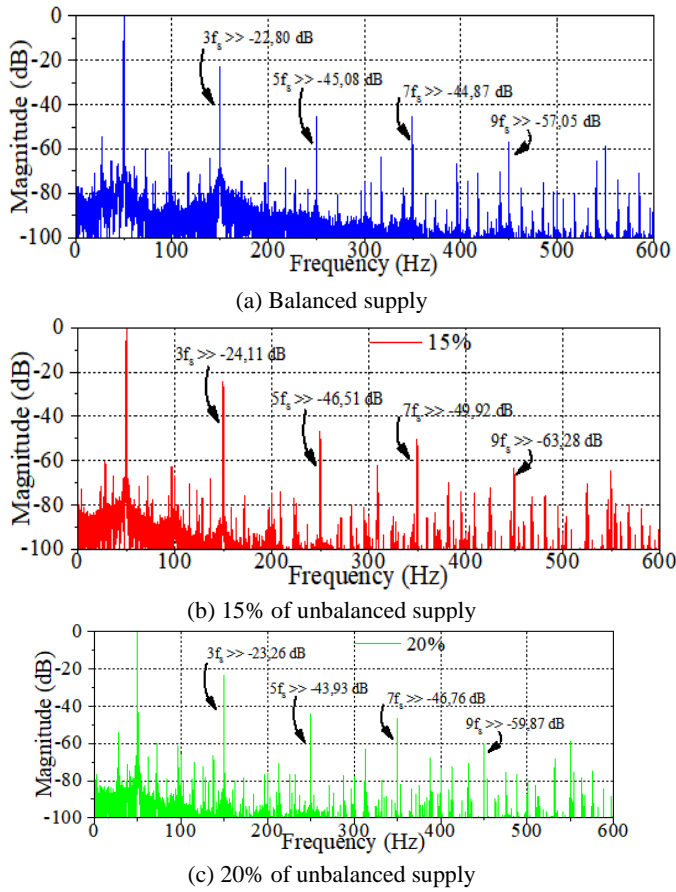 0
-20
-40
-60
-80
-100
Magnitude (dB)
3fs >> -22,80 dB
5fs >> -45,08 dB
7fs >> -44,87 dB
9fs >> -57,05 dB
0 100 200 300 400 500 600
Frequency (Hz)
(a) Balanced supply
0
-20
-40
-60
-80
-100
Magnitude (dB)
15%
3fs >> -24,11 dB
5fs >> -46,51 dB
7fs >> -49,92 dB
9fs >> -63,28 dB
0 100 200 300 400 500 600
Frequency (Hz)
(b) 15% of unbalanced supply
0
-20
-40
-60
-80
-100
Magnitude (dB)
20%
3fs >> -23,26 dB
5fs >> -43,93 dB
7fs >> -46,76 dB
9fs >> -59,87 dB
0 100 200 300 400 500 600
Frequency (Hz)
(c) 20% of unbalanced supply